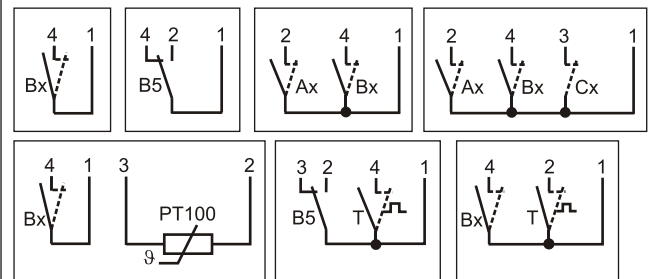 4 1
Bx
4 2 1
B5
2 4 1
Ax Bx
2 4 3 1
Ax Bx Cx
4 1
Bx
3 2
PT100
ϑ
3 2 4 1
B5 T
4 2 1
Bx T